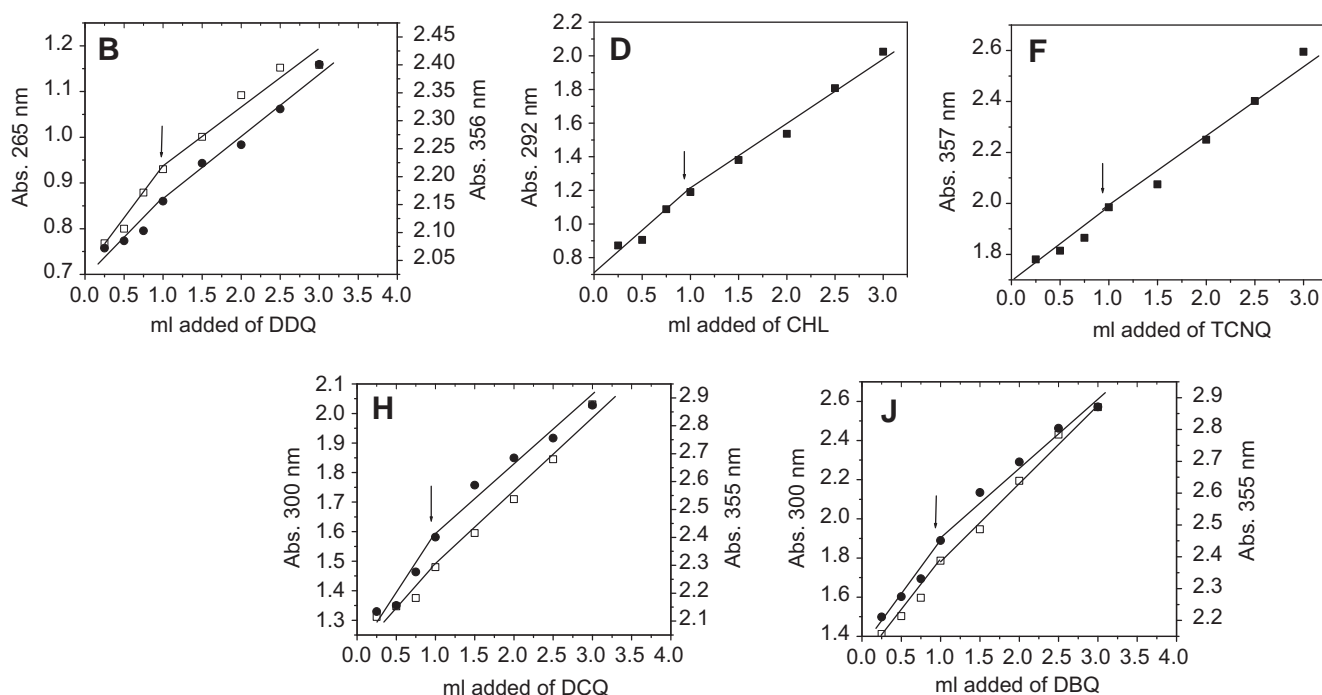 B
Abs. 265 nm
1.2
1.1
1.0
0.9
0.8
0.7
2.45
2.40
2.35
2.30
2.25
2.20
2.15
2.10
2.05
Abs. 356 nm
0.0 0.5 1.0 1.5 2.0 2.5 3.0 3.5 4.0
ml added of DDQ
D
Abs. 292 nm
2.2
2.0
1.8
1.6
1.4
1.2
1.0
0.8
0.0 0.5 1.0 1.5 2.0 2.5 3.0
ml added of CHL
F
Abs. 357 nm
2.6
2.4
2.2
2.0
1.8
0.0 0.5 1.0 1.5 2.0 2.5 3.0
ml added of TCNQ
H
Abs. 300 nm
2.1
2.0
1.9
1.8
1.7
1.6
1.5
1.4
1.3
2.9
2.8
2.7
2.6
2.5
2.4
2.3
2.2
2.1
Abs. 355 nm
0.0 0.5 1.0 1.5 2.0 2.5 3.0 3.5 4.0
ml added of DCQ
J
Abs. 300 nm
2.6
2.4
2.2
2.0
1.8
1.6
1.4
2.9
2.8
2.7
2.6
2.5
2.4
2.3
2.2
Abs. 355 nm
0.0 0.5 1.0 1.5 2.0 2.5 3.0 3.5 4.0
ml added of DBQ